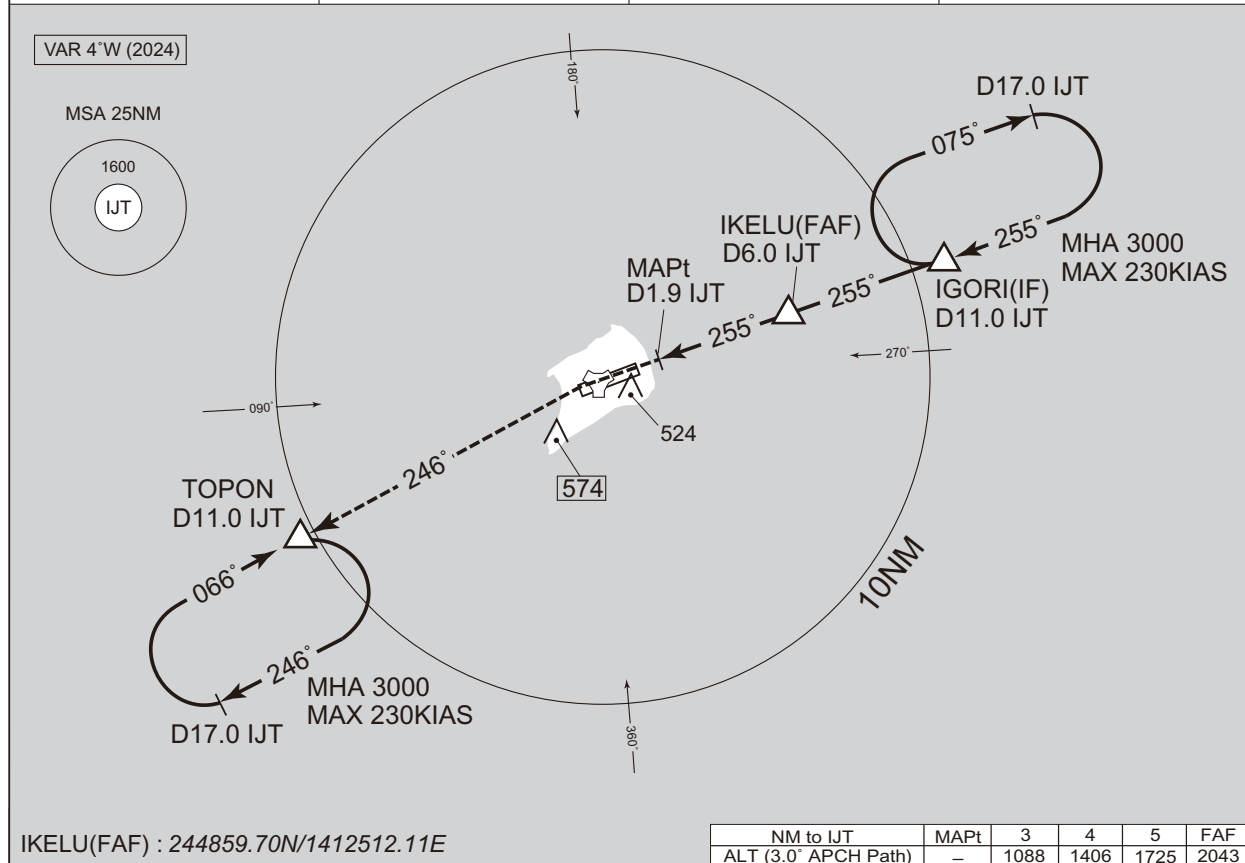 VAR 4°W (2024)
MSA 25NM
1600
IJT
180°
D17.0 IJT
075°
IKELU(FAF)
D6.0 IJT
255°
MHA 3000
MAX 230KIAS
MAPt
D1.9 IJT
255°
IGORI(IF)
D11.0 IJT
255°
270°
090°
524
574
246°
TOPON
D11.0 IJT
066°
246°
MHA 3000
MAX 230KIAS
D17.0 IJT
10NM
360°
IKELU(FAF) : 244859.70N/1412512.11E
NM to IJT MAPt 3 4 5 FAF
ALT (3.0° APCH Path) – 1088 1406 1725 2043